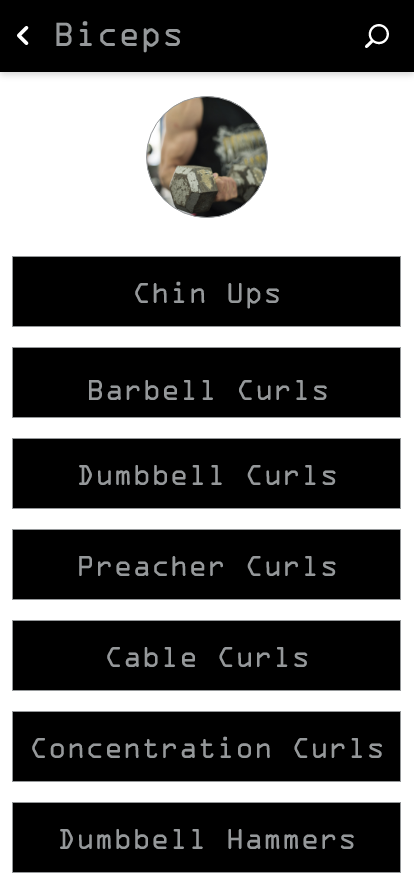 Biceps
Chin Ups
Barbell Curls
Dumbbell Curls
Preacher Curls
Cable Curls
Concentration Curls
Dumbbell Hammers